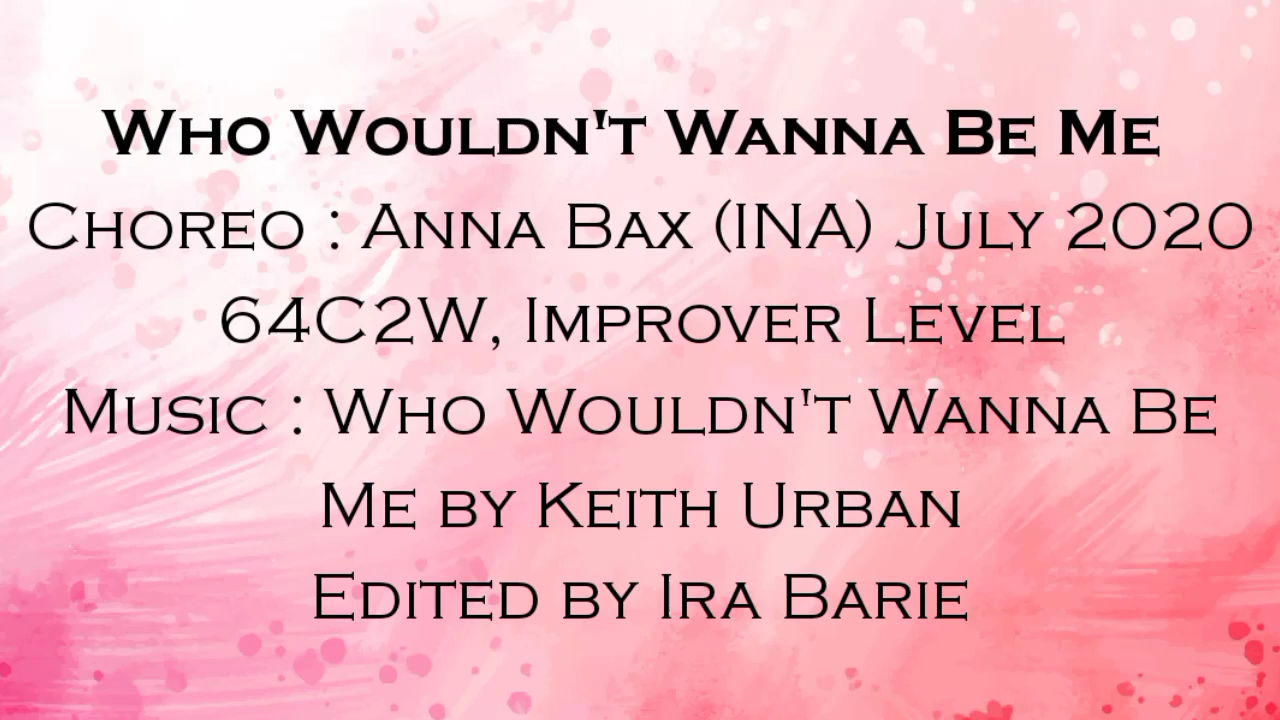 Who Wouldn't Wanna Be Me
Choreo : Anna Bax (INA) July 2020
64C2W, Improver Level
Music : Who Wouldn't Wanna Be
Me by Keith Urban
Edited by Ira Barie